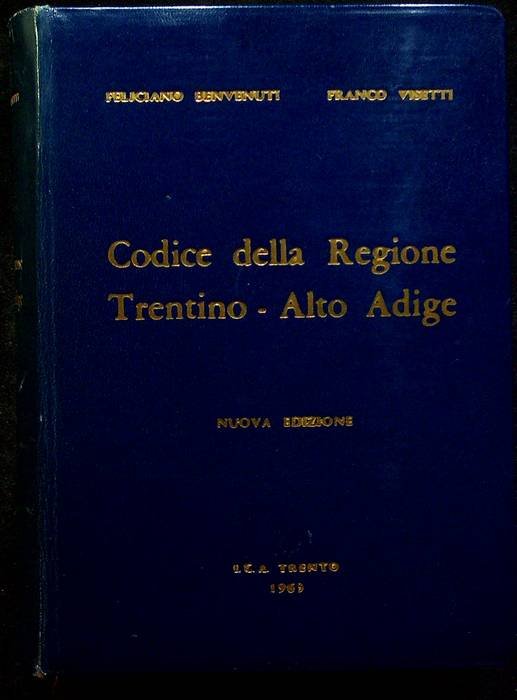 FELICIANO BENVENUTI FRANCO VISETTI
Codice della Regione
Trentino - Alto Adige
NUOVA EDIZIONE
I.C.A. TRENTO